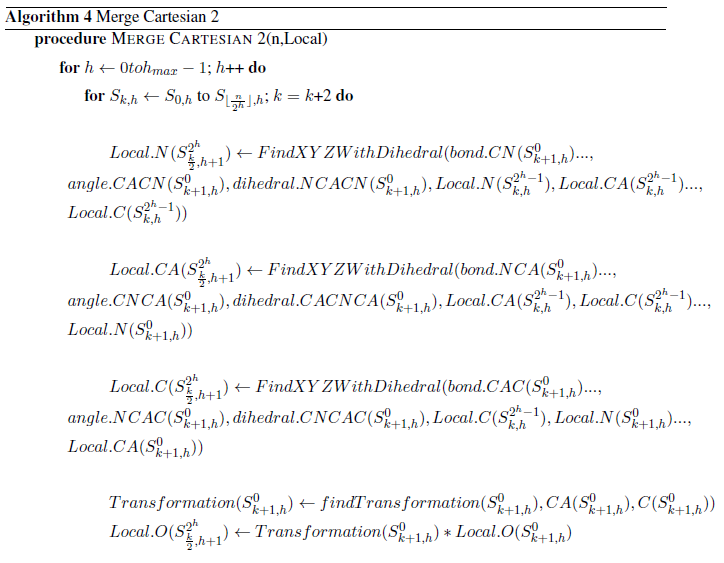 Algorithm 4 Merge Cartesian 2
procedure MERGE CARTESIAN 2(n,Local)
for $h \leftarrow 0toh_{max} - 1$; $h$++ do
for $S_{k,h} \leftarrow S_{0,h}$ to $S_{\lfloor \frac{n}{2^h} \rfloor,h}$; $k = k$+2 do
$Local.N(S^{2^h}_{\frac{k}{2},h+1}) \leftarrow FindXYZWithDihedral(bond.CN(S^0_{k+1,h})...,$
$angle.CACN(S^0_{k+1,h}), dihedral.NCACN(S^0_{k+1,h}), Local.N(S^{2^h-1}_{k,h}), Local.CA(S^{2^h-1}_{k,h})...,$
$Local.C(S^{2^h-1}_{k,h}))$
$Local.CA(S^{2^h}_{\frac{k}{2},h+1}) \leftarrow FindXYZWithDihedral(bond.NCA(S^0_{k+1,h})...,$
$angle.CNCA(S^0_{k+1,h}), dihedral.CACNCA(S^0_{k+1,h}), Local.CA(S^{2^h-1}_{k,h}), Local.C(S^{2^h-1}_{k,h})...,$
$Local.N(S^0_{k+1,h}))$
$Local.C(S^{2^h}_{\frac{k}{2},h+1}) \leftarrow FindXYZWithDihedral(bond.CAC(S^0_{k+1,h})...,$
$angle.NCAC(S^0_{k+1,h}), dihedral.CNCAC(S^0_{k+1,h}), Local.C(S^{2^h-1}_{k,h}), Local.N(S^0_{k+1,h})...,$
$Local.CA(S^0_{k+1,h}))$
$Transformation(S^0_{k+1,h}) \leftarrow findTransformation(S^0_{k+1,h}), CA(S^0_{k+1,h}), C(S^0_{k+1,h}))$
$Local.O(S^{2^h}_{\frac{k}{2},h+1}) \leftarrow Transformation(S^0_{k+1,h}) * Local.O(S^0_{k+1,h})$